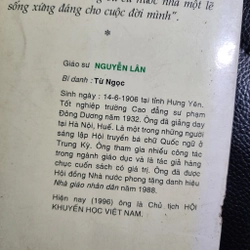 nước nhà một lẽ
sống xứng đáng cho cuộc đời mình".
*
Giáo sư NGUYỄN LÂN
Bí danh : Từ Ngọc
Sinh ngày : 14-6-1906 tại tỉnh Hưng Yên.
Tốt nghiệp trường Cao đẳng sư phạm
Đông Dương năm 1932. Ông đã giảng dạy
tại Hà Nội, Huế. Là một trong những người
sáng lập Hội truyền bá chữ Quốc ngữ ở
Trung Kỳ. Ông tham gia nhiều công tác
trong ngành giáo dục và là tác giả hàng
chục cuốn sách có giá trị. Ông đã được
Hội đồng Nhà nước phong tặng danh hiệu
Nhà giáo nhân dân năm 1988.
Hiện nay (1996) ông là Chủ tịch HỘI
KHUYẾN HỌC VIỆT NAM.